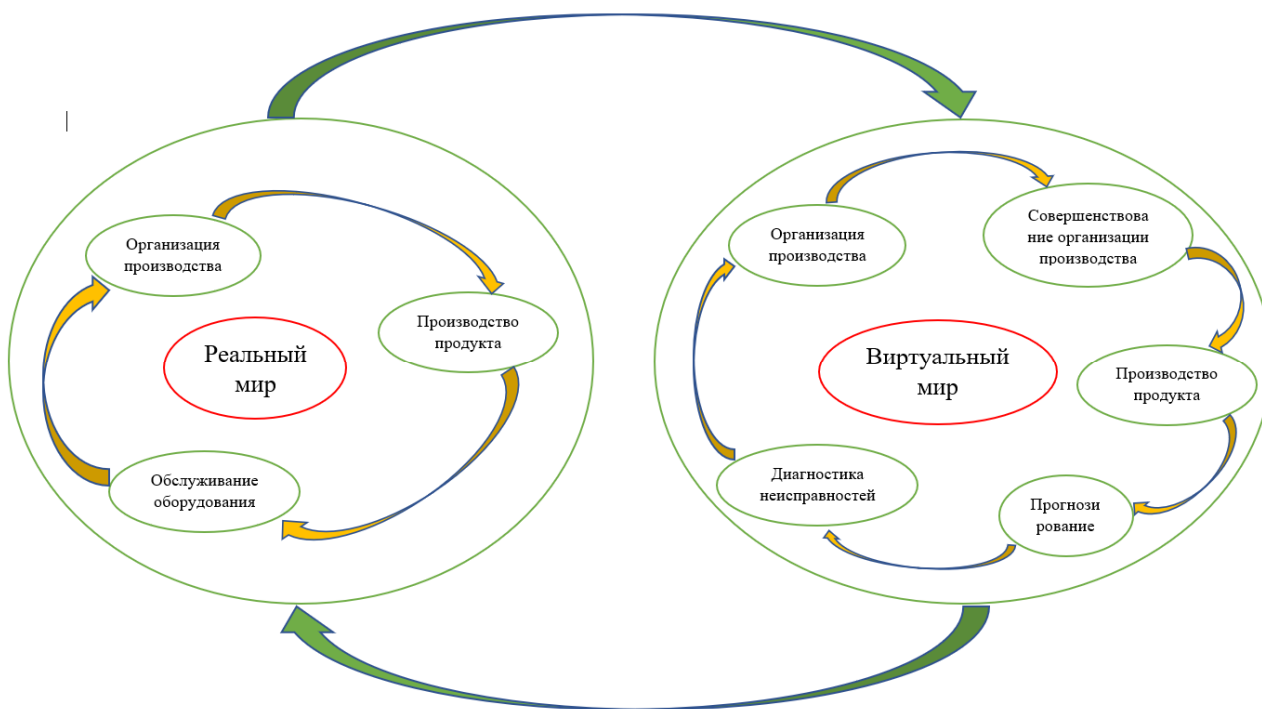 Организация
производства
Производство
продукта
Реальный
мир
Обслуживание
оборудования
Организация
производства
Совершенствова
ние организации
производства
Виртуальный
мир
Производство
продукта
Диагностика
неисправностей
Прогнози
рование